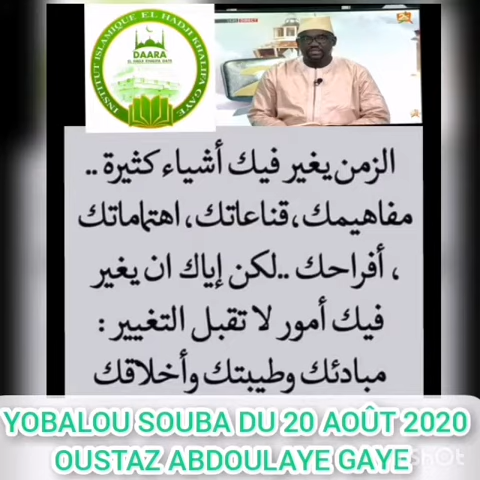 INSTITUT ISLAMIQUE EL HADJI KHALIFA GAYE
DAARA
الزمن يغير فيك أشياء كثيرة ..
مفاهيمك، قناعاتك، اهتماماتك
، أفراحك ..لكن إياك ان يغير
فيك أمور لا تقبل التغيير :
مبادئك وطيبتك وأخلاقك
YOBALOU SOUBA DU 20 AOÛT 2020
OUSTAZ ABDOULAYE GAYE